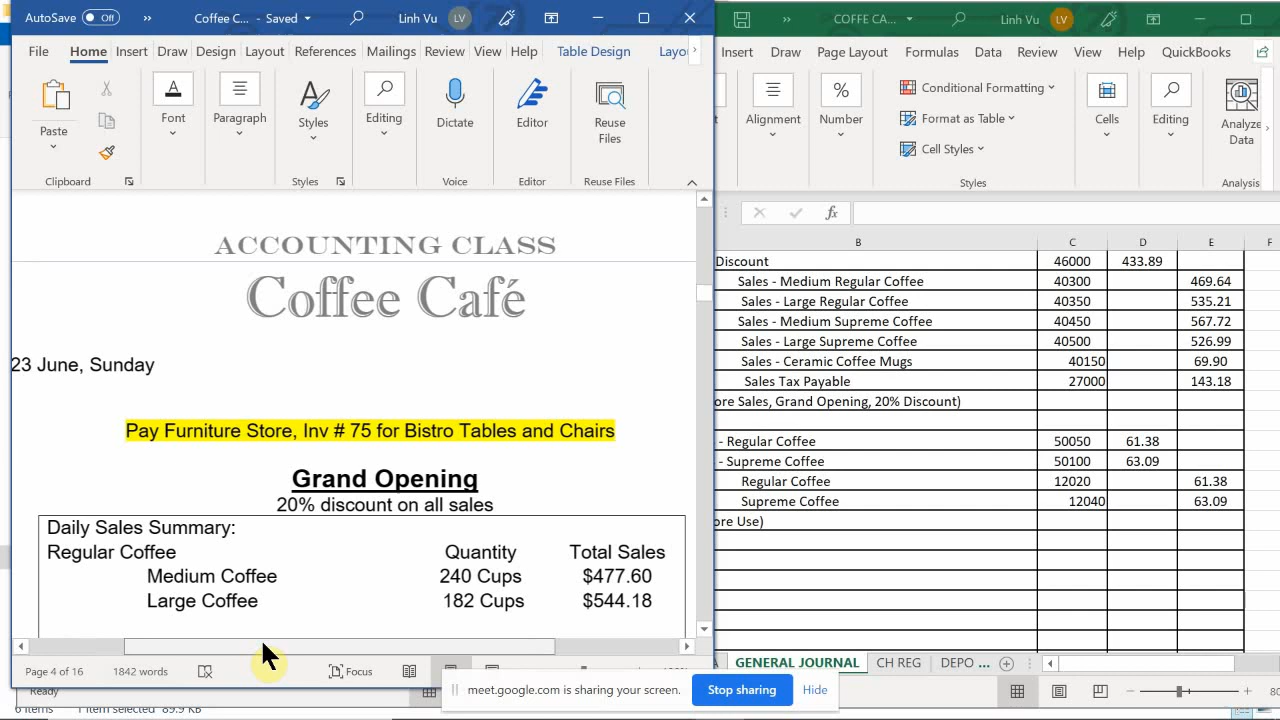 AutoSave Off Coffee C... - Saved Linh Vu LV
File Home Insert Draw Design Layout References Mailings Review View Help Table Design Layou
Paste Font Paragraph Styles Editing Dictate Editor Reuse Files
Clipboard Styles Voice Editor Reuse Files
ACCOUNTING CLASS
Coffee Café
23 June, Sunday
Pay Furniture Store, Inv # 75 for Bistro Tables and Chairs
Grand Opening
20% discount on all sales
Daily Sales Summary:
Regular Coffee Quantity Total Sales
Medium Coffee 240 Cups $477.60
Large Coffee 182 Cups $544.18
Page 4 of 16 1842 words Focus
Ready
1 item selected 89.9 KB
meet.google.com is sharing your screen. Stop sharing Hide
COFFE CA... Linh Vu LV
Insert Draw Page Layout Formulas Data Review View Help QuickBooks
Alignment Number Conditional Formatting Format as Table Cell Styles Cells Editing Analyze Data
Styles Analysis
fx
B C D E F
Discount 46000 433.89
Sales - Medium Regular Coffee 40300 469.64
Sales - Large Regular Coffee 40350 535.21
Sales - Medium Supreme Coffee 40450 567.72
Sales - Large Supreme Coffee 40500 526.99
Sales - Ceramic Coffee Mugs 40150 69.90
Sales Tax Payable 27000 143.18
ore Sales, Grand Opening, 20% Discount)
- Regular Coffee 50050 61.38
- Supreme Coffee 50100 63.09
Regular Coffee 12020 61.38
Supreme Coffee 12040 63.09
ore Use)
GENERAL JOURNAL CH REG DEPO ...
80